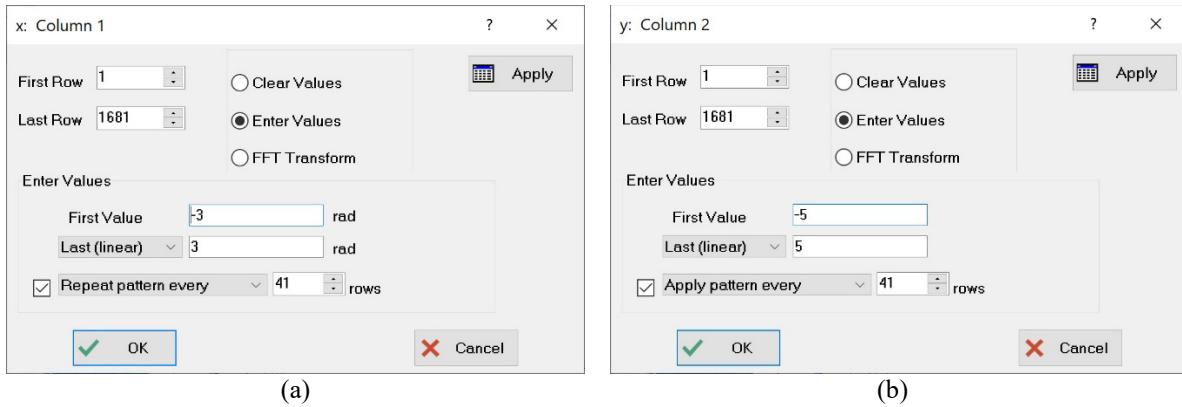 x: Column 1 ? ×
First Row 1
Last Row 1681
Clear Values
Enter Values
FFT Transform
Apply
Enter Values
First Value -3 rad
Last (linear) 3 rad
Repeat pattern every 41 rows
OK Cancel
(a)
y: Column 2 ? ×
First Row 1
Last Row 1681
Clear Values
Enter Values
FFT Transform
Apply
Enter Values
First Value -5
Last (linear) 5
Apply pattern every 41 rows
OK Cancel
(b)